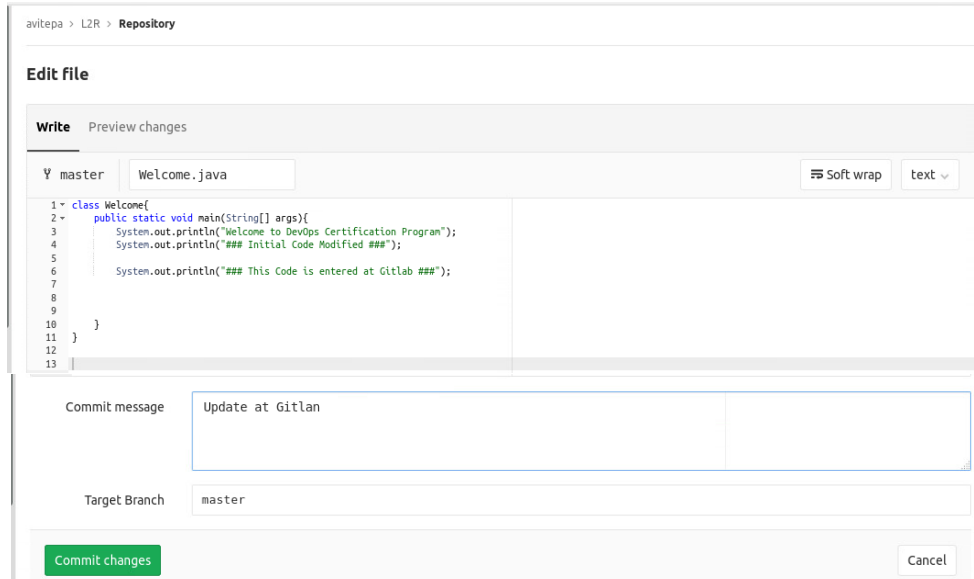 avitepa > L2R > Repository
Edit file
Write Preview changes
master Welcome.java Soft wrap text
1 class Welcome{
2 public static void main(String[] args){
3 System.out.println("Welcome to DevOps Certification Program");
4 System.out.println("### Initial Code Modified ###");
5
6 System.out.println("### This Code is entered at Gitlab ###");
7
8
9
10 }
11 }
12
13
Commit message Update at Gitlan
Target Branch master
Commit changes Cancel